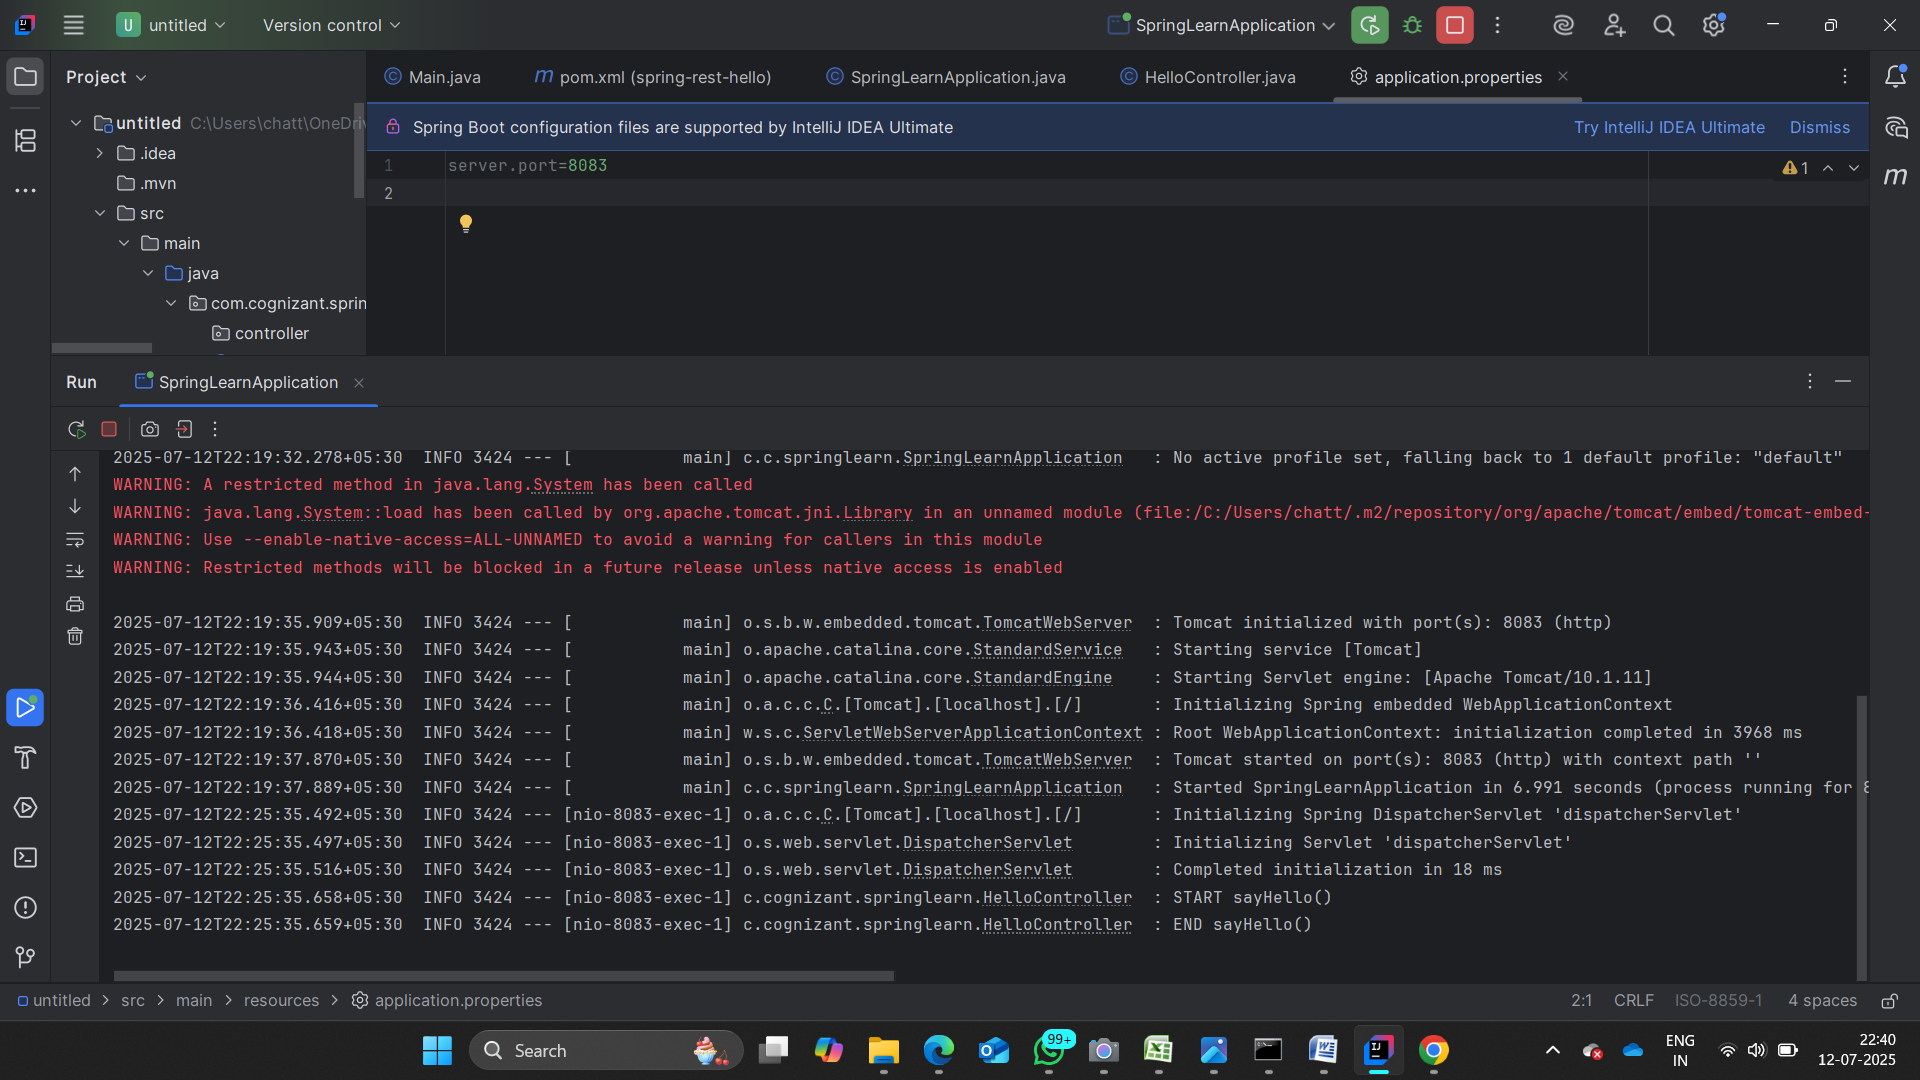 U untitled Version control SpringLearnApplication
Project
Main.java pom.xml (spring-rest-hello) SpringLearnApplication.java HelloController.java application.properties
untitled C:\Users\chatt\OneDri
.idea
.mvn
src
main
java
com.cognizant.sprin
controller
Spring Boot configuration files are supported by IntelliJ IDEA Ultimate Try IntelliJ IDEA Ultimate Dismiss
1 server.port=8083 1
2
Run SpringLearnApplication
2025-07-12T22:19:32.278+05:30 INFO 3424 --- [ main] c.c.springlearn.SpringLearnApplication : No active profile set, falling back to 1 default profile: "default"
WARNING: A restricted method in java.lang.System has been called
WARNING: java.lang.System::load has been called by org.apache.tomcat.jni.Library in an unnamed module (file:/C:/Users/chatt/.m2/repository/org/apache/tomcat/embed/tomcat-embed-
WARNING: Use --enable-native-access=ALL-UNNAMED to avoid a warning for callers in this module
WARNING: Restricted methods will be blocked in a future release unless native access is enabled
2025-07-12T22:19:35.909+05:30 INFO 3424 --- [ main] o.s.b.w.embedded.tomcat.TomcatWebServer : Tomcat initialized with port(s): 8083 (http)
2025-07-12T22:19:35.943+05:30 INFO 3424 --- [ main] o.apache.catalina.core.StandardService : Starting service [Tomcat]
2025-07-12T22:19:35.944+05:30 INFO 3424 --- [ main] o.apache.catalina.core.StandardEngine : Starting Servlet engine: [Apache Tomcat/10.1.11]
2025-07-12T22:19:36.416+05:30 INFO 3424 --- [ main] o.a.c.c.C.[Tomcat].[localhost].[/] : Initializing Spring embedded WebApplicationContext
2025-07-12T22:19:36.418+05:30 INFO 3424 --- [ main] w.s.c.ServletWebServerApplicationContext : Root WebApplicationContext: initialization completed in 3968 ms
2025-07-12T22:19:37.870+05:30 INFO 3424 --- [ main] o.s.b.w.embedded.tomcat.TomcatWebServer : Tomcat started on port(s): 8083 (http) with context path ''
2025-07-12T22:19:37.889+05:30 INFO 3424 --- [ main] c.c.springlearn.SpringLearnApplication : Started SpringLearnApplication in 6.991 seconds (process running for 8
2025-07-12T22:25:35.492+05:30 INFO 3424 --- [nio-8083-exec-1] o.a.c.c.C.[Tomcat].[localhost].[/] : Initializing Spring DispatcherServlet 'dispatcherServlet'
2025-07-12T22:25:35.497+05:30 INFO 3424 --- [nio-8083-exec-1] o.s.web.servlet.DispatcherServlet : Initializing Servlet 'dispatcherServlet'
2025-07-12T22:25:35.516+05:30 INFO 3424 --- [nio-8083-exec-1] o.s.web.servlet.DispatcherServlet : Completed initialization in 18 ms
2025-07-12T22:25:35.658+05:30 INFO 3424 --- [nio-8083-exec-1] c.cognizant.springlearn.HelloController : START sayHello()
2025-07-12T22:25:35.659+05:30 INFO 3424 --- [nio-8083-exec-1] c.cognizant.springlearn.HelloController : END sayHello()
untitled > src > main > resources > application.properties 2:1 CRLF ISO-8859-1 4 spaces
Search 99+ ENG 22:40
IN 12-07-2025